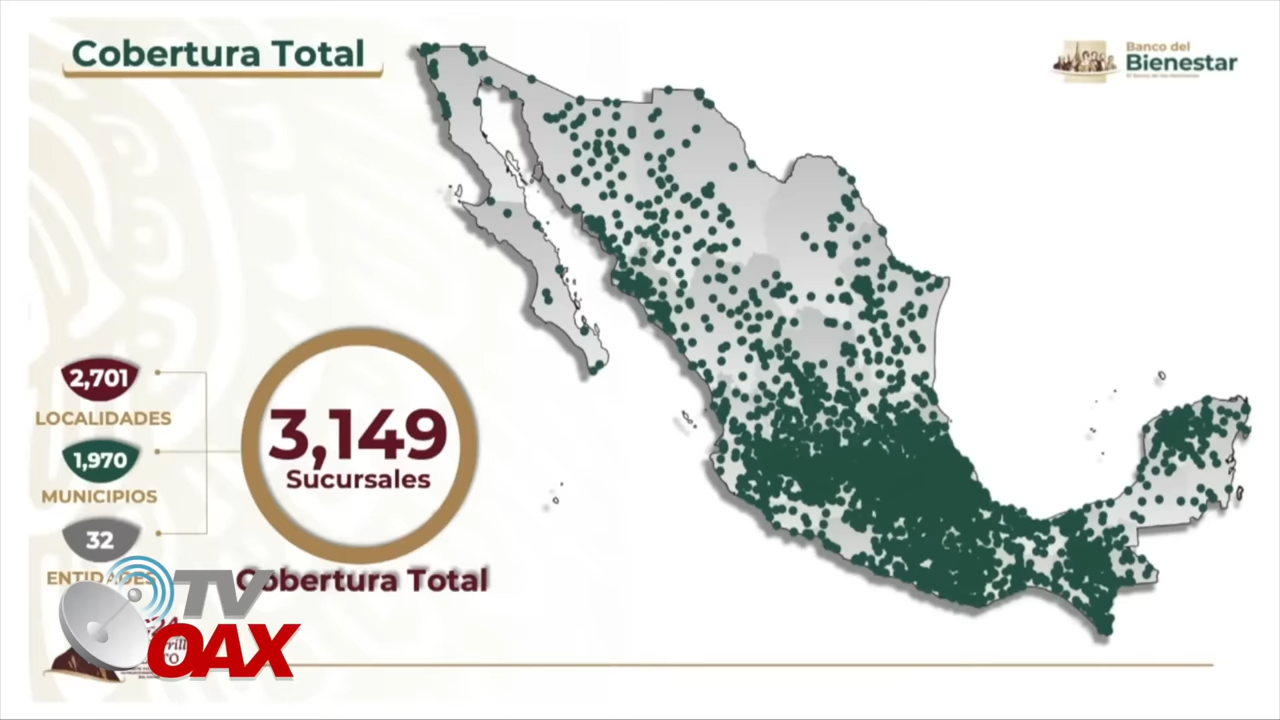 Cobertura Total
Banco del
Bienestar
2,701
LOCALIDADES
1,970
MUNICIPIOS
32
ENTIDADES
3,149
Sucursales
Cobertura Total
TV
OAX